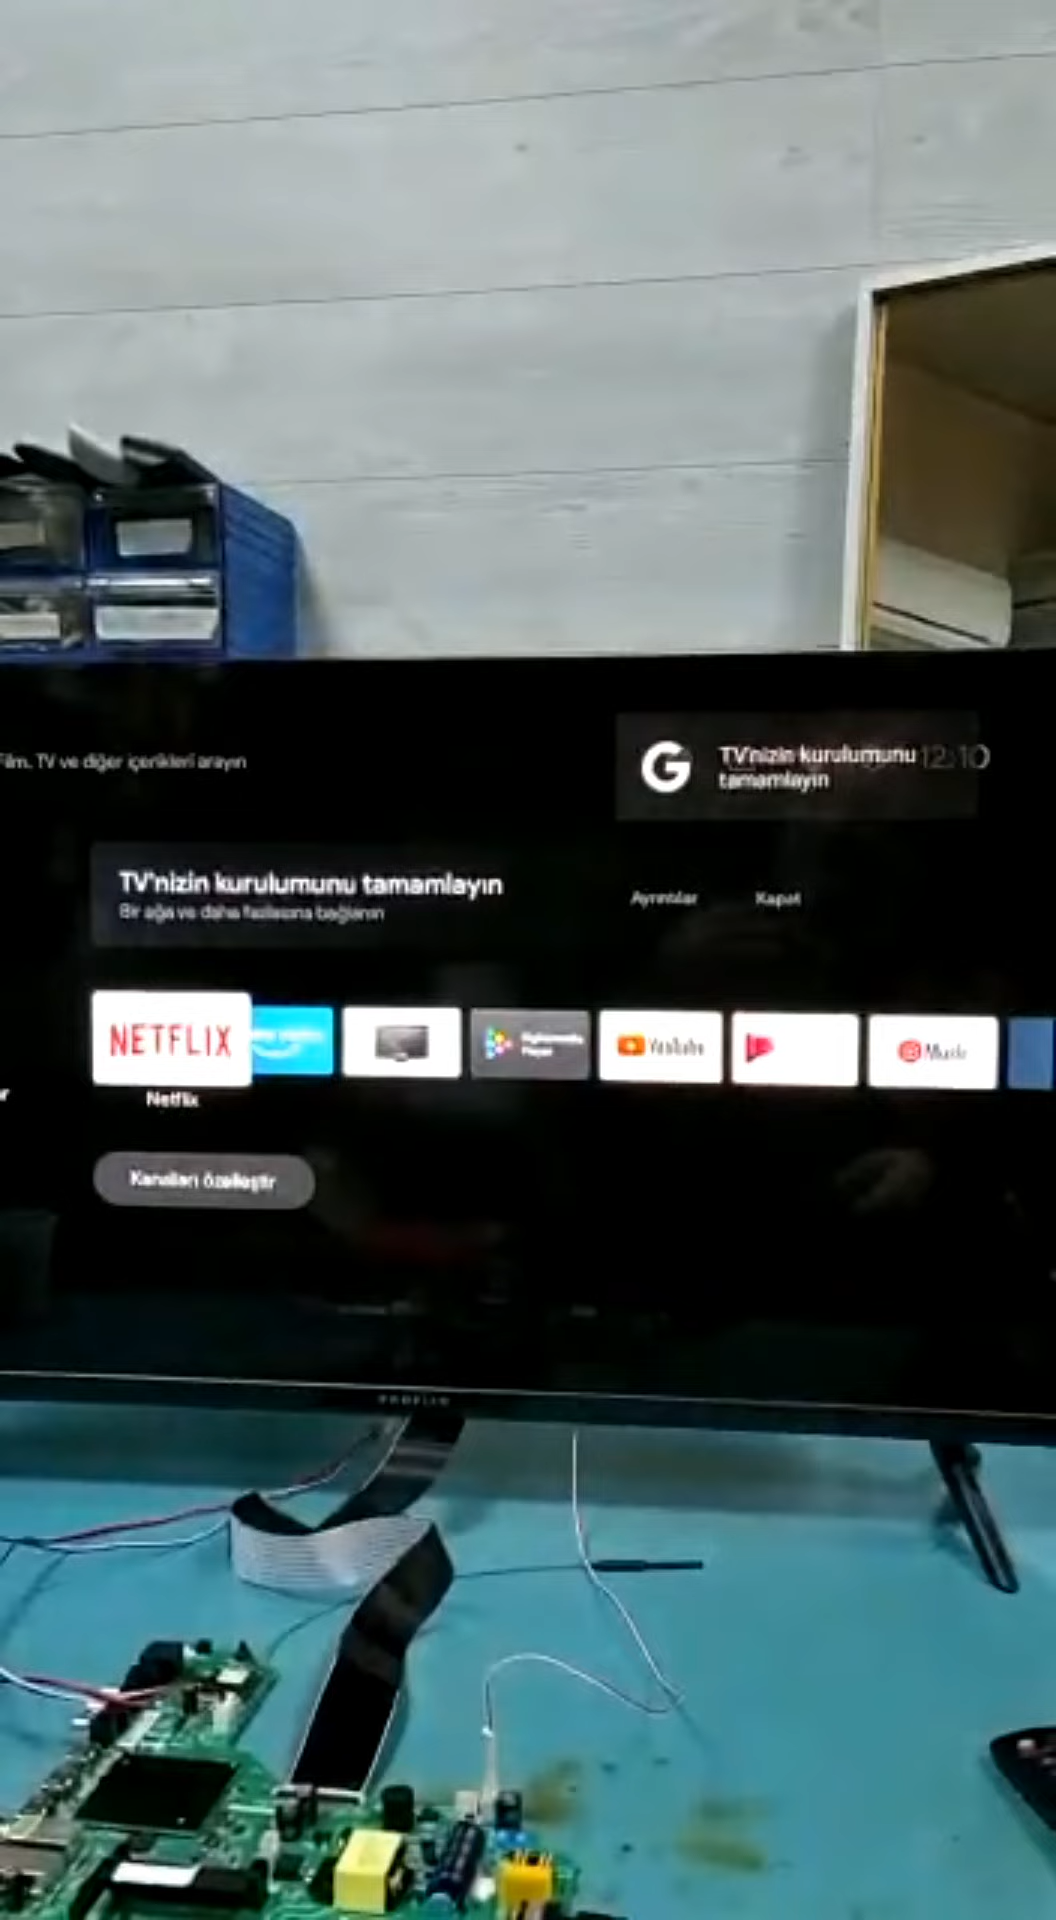 Film, TV ve diğer içerikleri arayın
TV'nizin kurulumunu 12:10
tamamlayın
TV'nizin kurulumunu tamamlayın
Bir ağa ve daha fazlasına bağlanın
Ayrıntılar
Kapat
NETFLIX
YouTube
Music
Netflix
Kanalları özelleştir